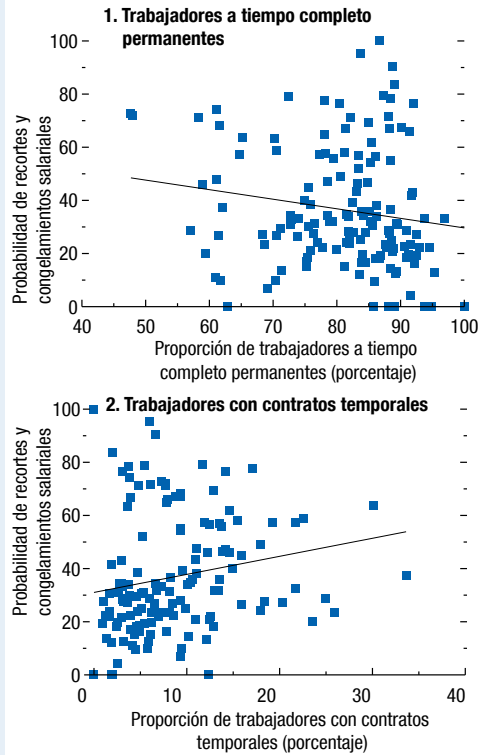 1. Trabajadores a tiempo completo
permanentes
Probabilidad de recortes y
congelamientos salariales
100
80
60
40
20
0
40
50
60
70
80
90
100
Proporción de trabajadores a tiempo
completo permanentes (porcentaje)
2. Trabajadores con contratos temporales
Probabilidad de recortes y
congelamientos salariales
100
80
60
40
20
0
0
10
20
30
40
Proporción de trabajadores con contratos
temporales (porcentaje)